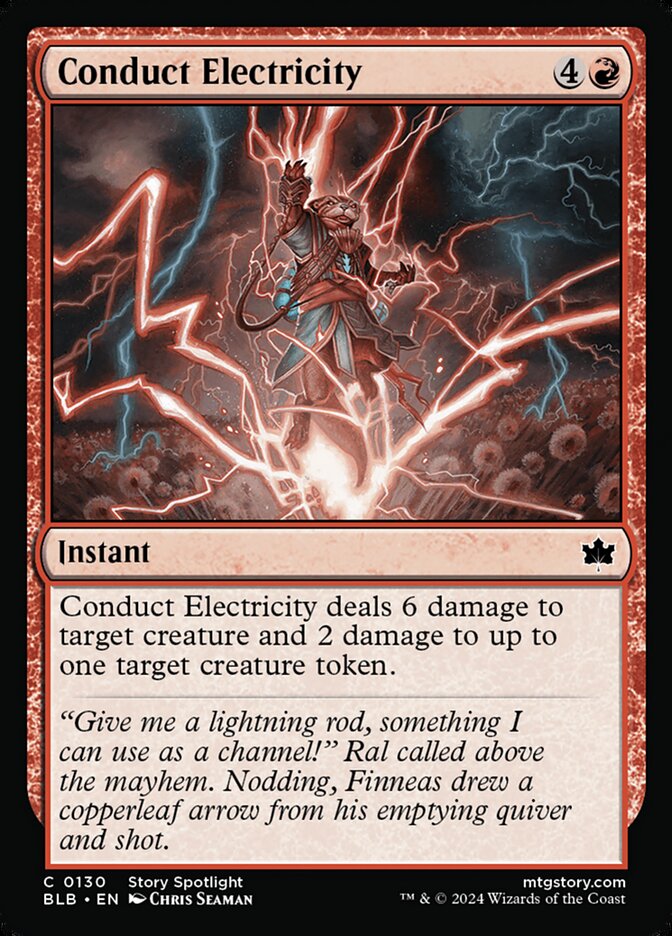 Conduct Electricity 4
Instant
Conduct Electricity deals 6 damage to
target creature and 2 damage to up to
one target creature token.
“Give me a lightning rod, something I
can use as a channel!” Ral called above
the mayhem. Nodding, Finneas drew a
copperleaf arrow from his emptying quiver
and shot.
C 0130 Story Spotlight mtgstory.com
BLB • EN Chris Seaman ™ & © 2024 Wizards of the Coast